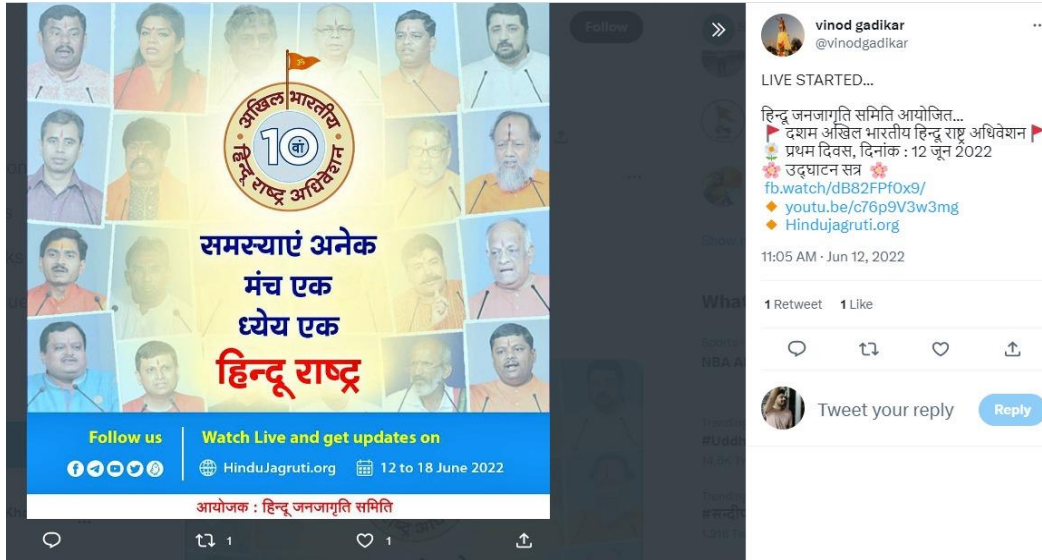 अखिल भारतीय
10 वां
हिन्दू राष्ट्र अधिवेशन
समस्याएं अनेक
मंच एक
ध्येय एक
हिन्दू राष्ट्र
Follow us
Watch Live and get updates on
HinduJagruti.org 12 to 18 June 2022
आयोजक : हिन्दू जनजागृति समिति
1 1
Follow
NBA A
#Uddh
vinod gadikar
@vinodgadikar
LIVE STARTED...
हिन्दू जनजागृति समिति आयोजित...
🚩 दशम अखिल भारतीय हिन्दू राष्ट्र अधिवेशन 🚩
🌼 प्रथम दिवस, दिनांक : 12 जून 2022
🌸 उद्घाटन सत्र 🌸
fb.watch/dB82FPf0x9/
🔸 youtu.be/c76p9V3w3mg
🔸 Hindujagruti.org
11:05 AM · Jun 12, 2022
1 Retweet 1 Like
Tweet your reply
Reply